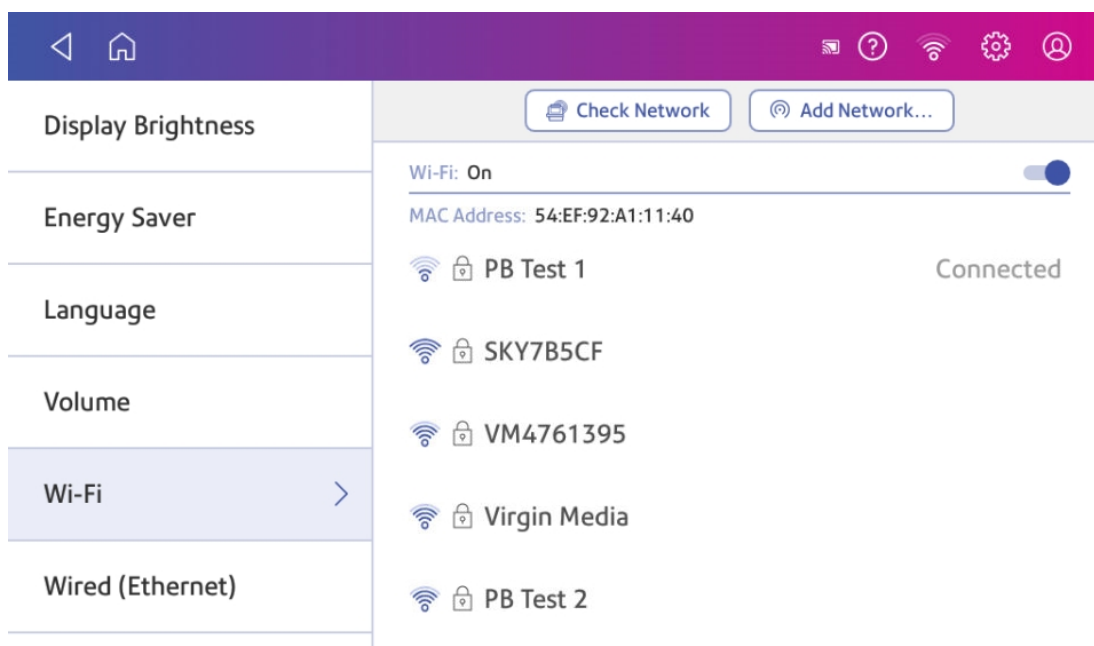 Display Brightness
Energy Saver
Language
Volume
Wi-Fi
Wired (Ethernet)
Check Network
Add Network...
Wi-Fi: On
MAC Address: 54:EF:92:A1:11:40
PB Test 1 Connected
SKY7B5CF
VM4761395
Virgin Media
PB Test 2